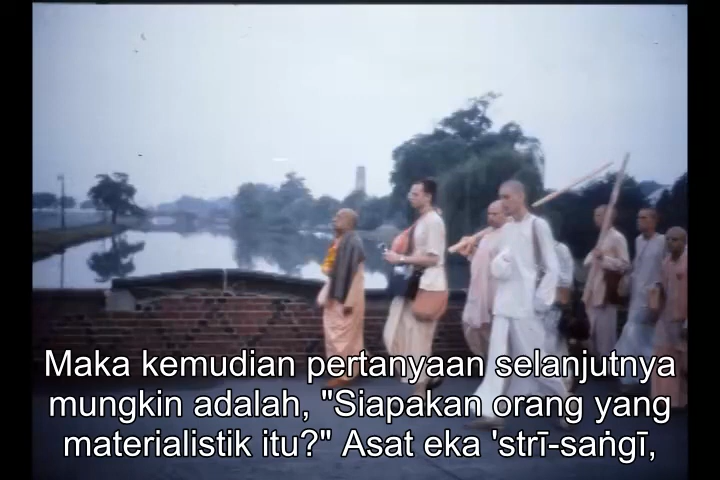 Maka kemudian pertanyaan selanjutnya
mungkin adalah, "Siapakan orang yang
materialistik itu?" Asat eka 'strī-saṅgī,